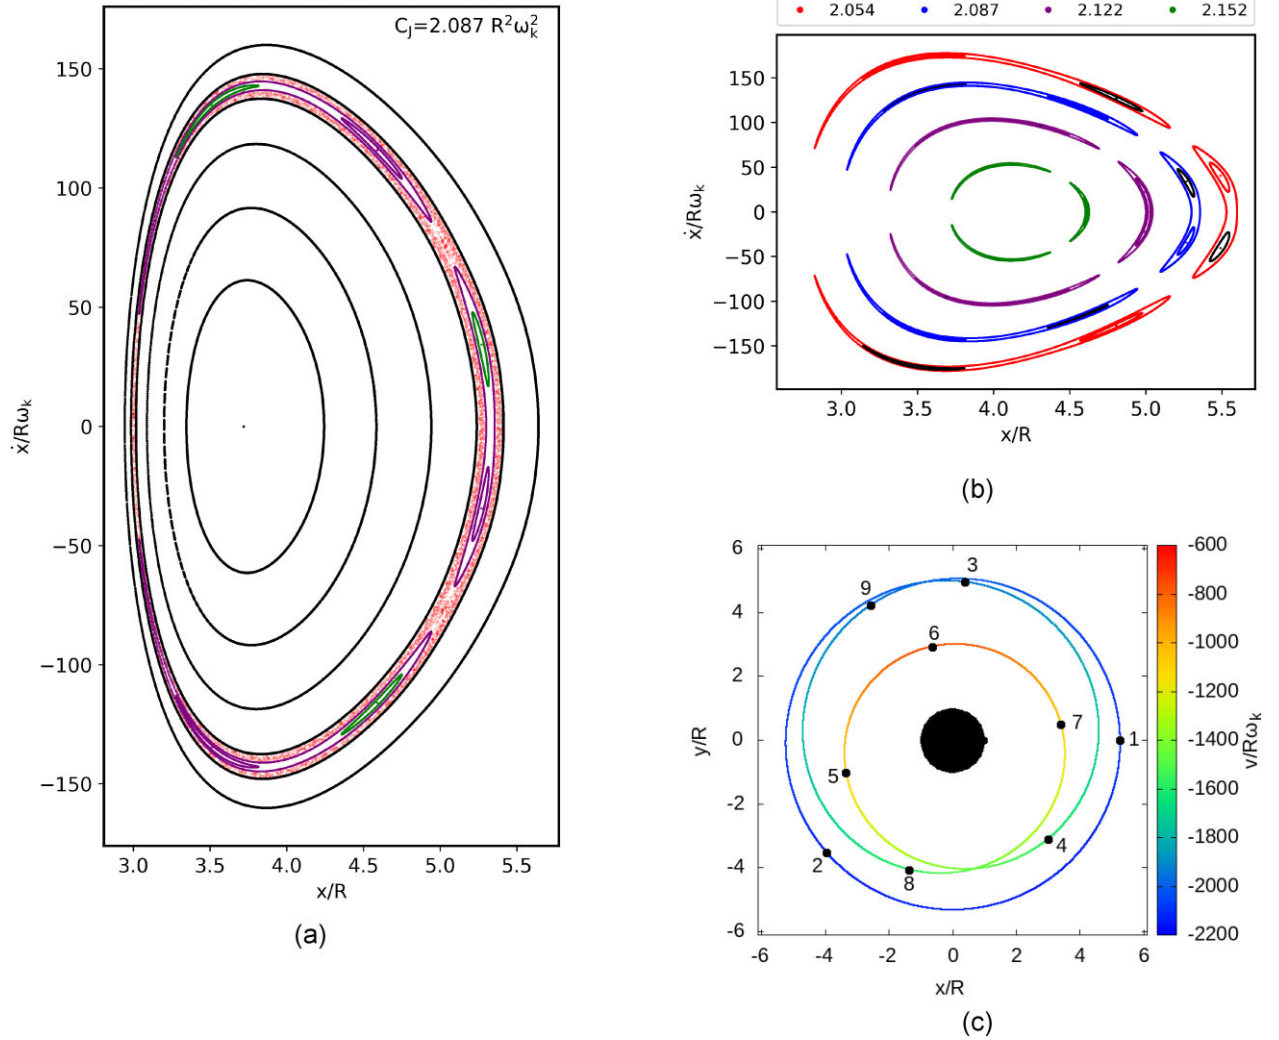 C_J=2.087 R²ω_k²
150
100
50
0
−50
−100
−150
ẋ/Rω_k
3.0 3.5 4.0 4.5 5.0 5.5
x/R
(a)
2.054 2.087 2.122 2.152
150
100
50
0
−50
−100
−150
ẋ/Rω_k
3.0 3.5 4.0 4.5 5.0 5.5
x/R
(b)
6
4
2
0
-2
-4
-6
y/R
-6 -4 -2 0 2 4 6
x/R
3
9
6
7
1
5
4
2
8
-600
-800
-1000
-1200
-1400
-1600
-1800
-2000
-2200
v/Rω_k
(c)